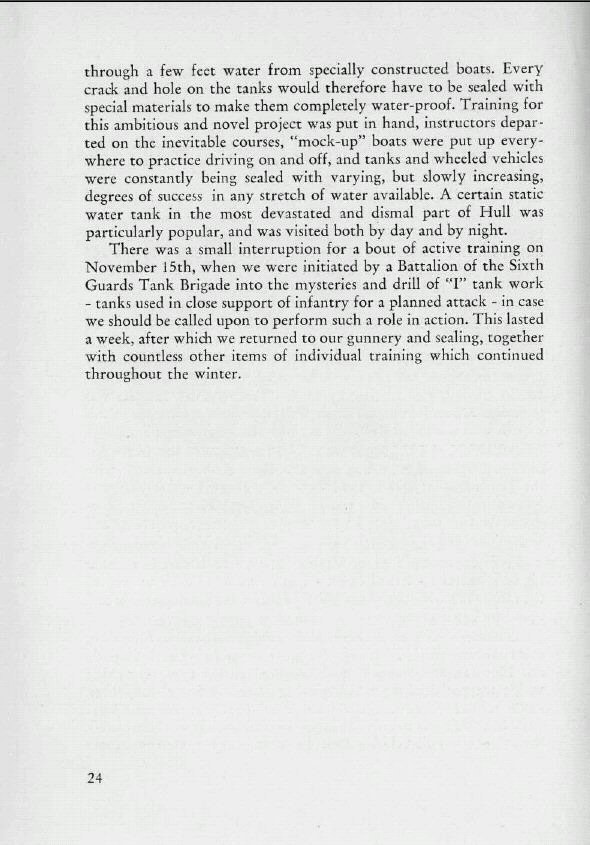 through a few feet water from specially constructed boats. Every
crack and hole on the tanks would therefore have to be sealed with
special materials to make them completely water-proof. Training for
this ambitious and novel project was put in hand, instructors depar-
ted on the inevitable courses, "mock-up" boats were put up every-
where to practice driving on and off, and tanks and wheeled vehicles
were constantly being sealed with varying, but slowly increasing,
degrees of success in any stretch of water available. A certain static
water tank in the most devastated and dismal part of Hull was
particularly popular, and was visited both by day and by night.
There was a small interruption for a bout of active training on
November 15th, when we were initiated by a Battalion of the Sixth
Guards Tank Brigade into the mysteries and drill of "I" tank work
- tanks used in close support of infantry for a planned attack - in case
we should be called upon to perform such a role in action. This lasted
a week, after which we returned to our gunnery and sealing, together
with countless other items of individual training which continued
throughout the winter.
24